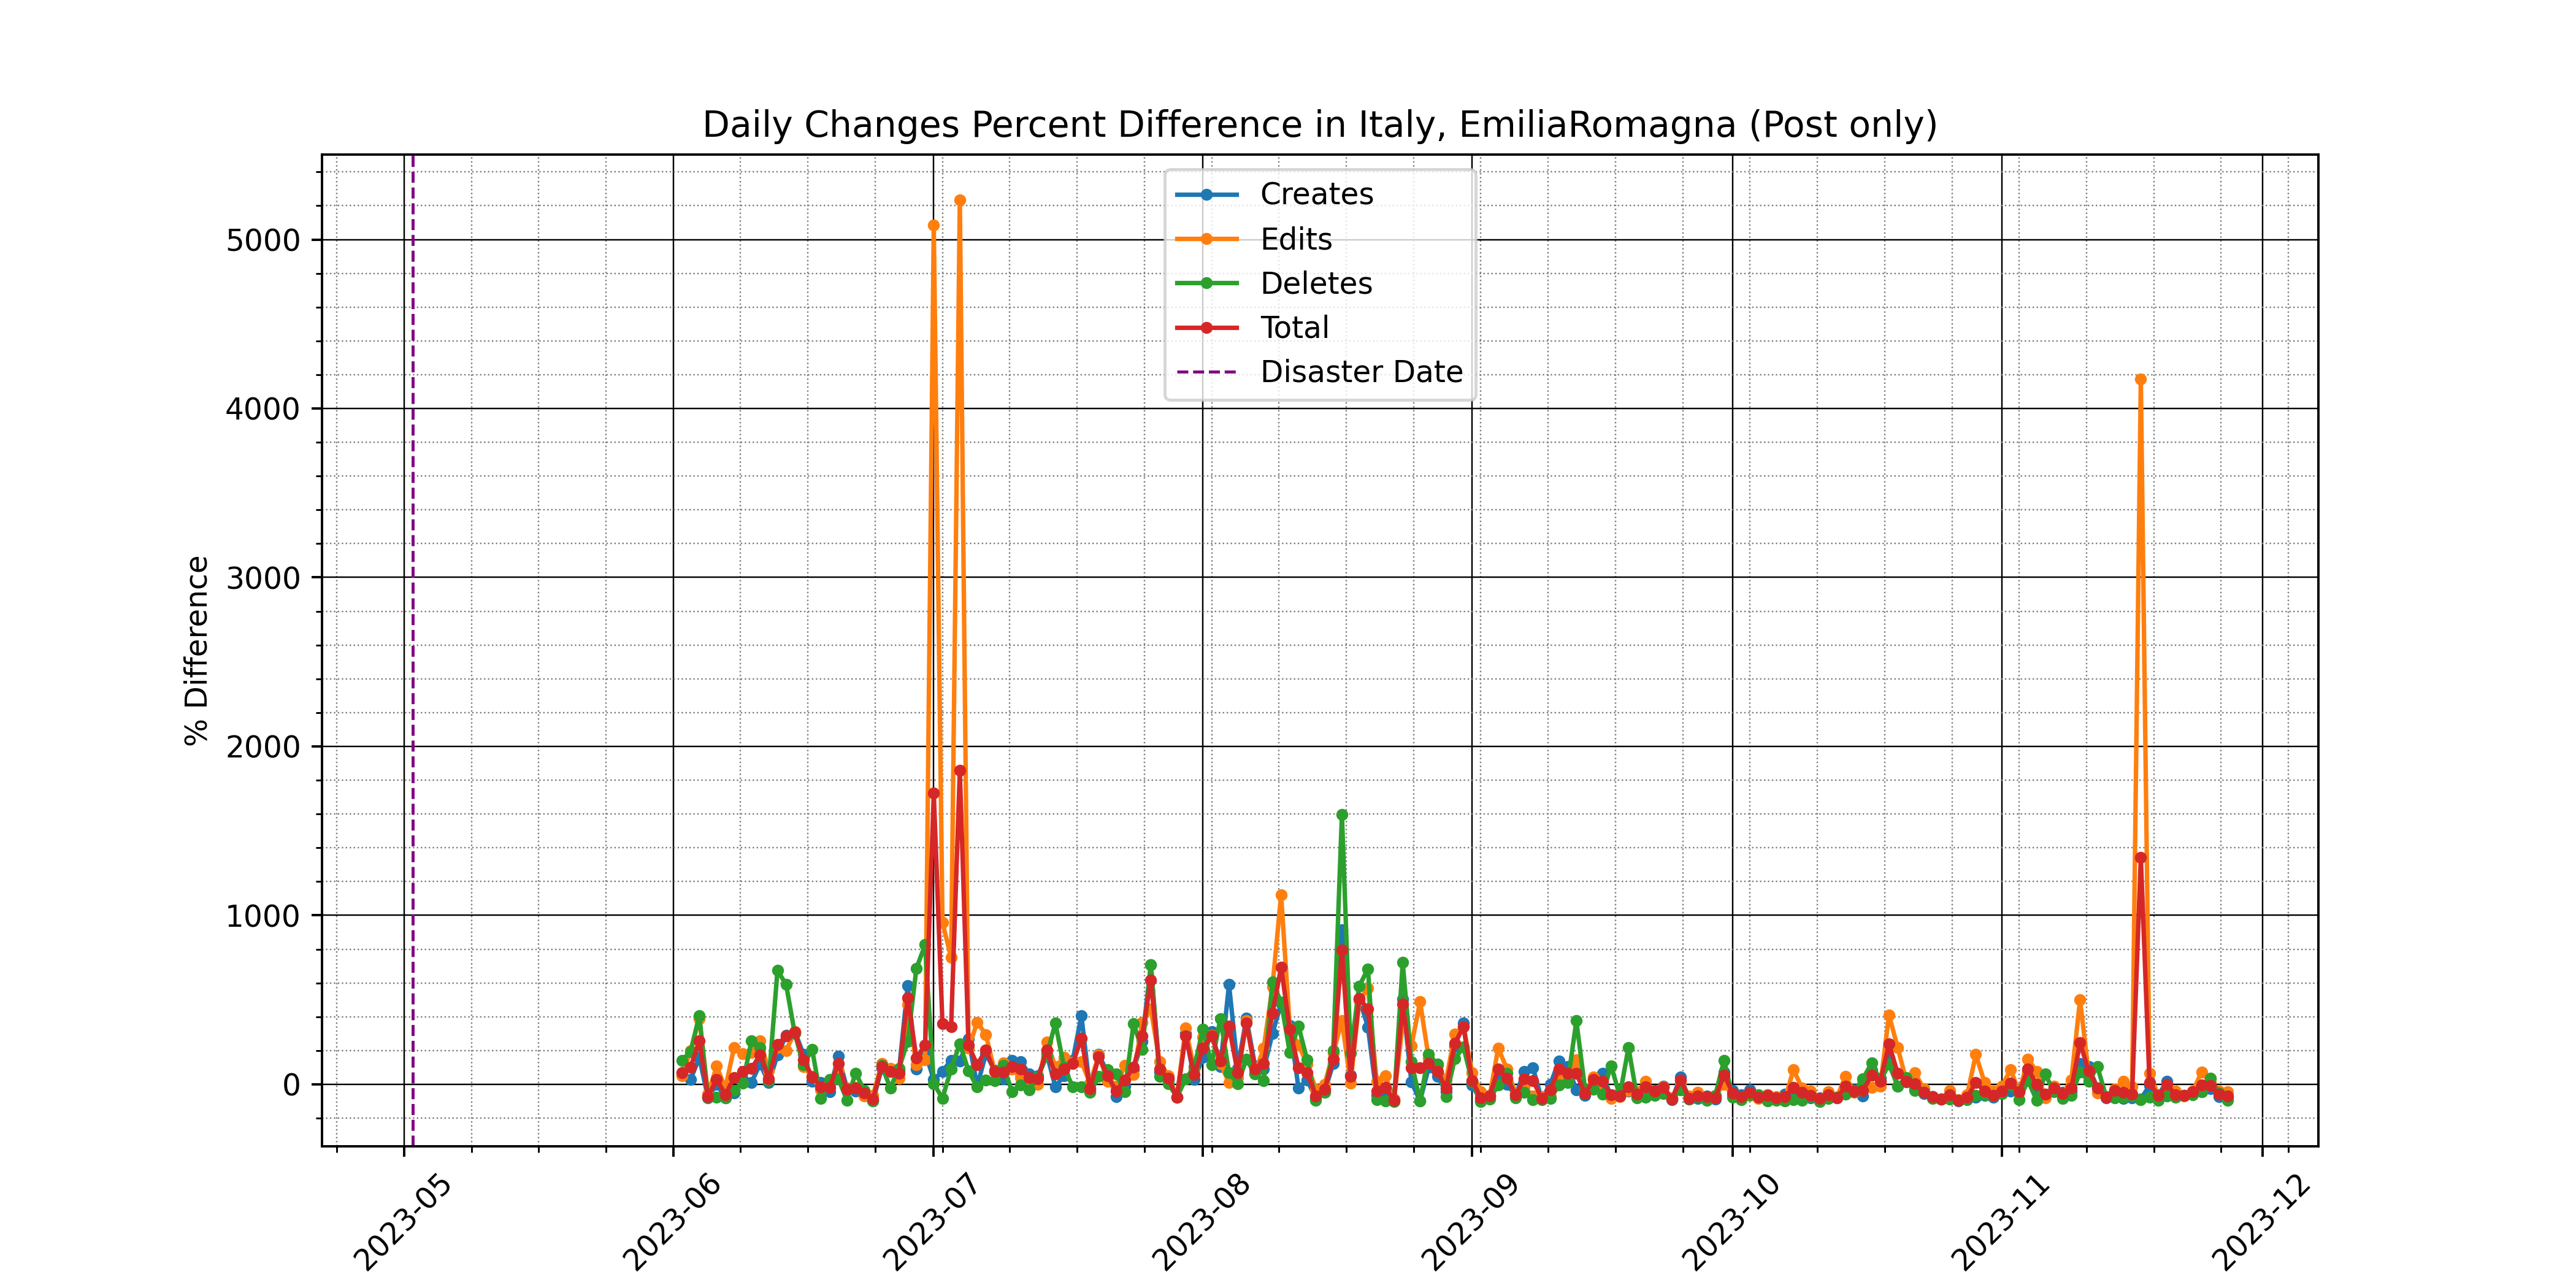 Daily Changes Percent Difference in Italy, EmiliaRomagna (Post only)
Creates
Edits
Deletes
Total
Disaster Date
% Difference
5000
4000
3000
2000
1000
0
2023-05
2023-06
2023-07
2023-08
2023-09
2023-10
2023-11
2023-12